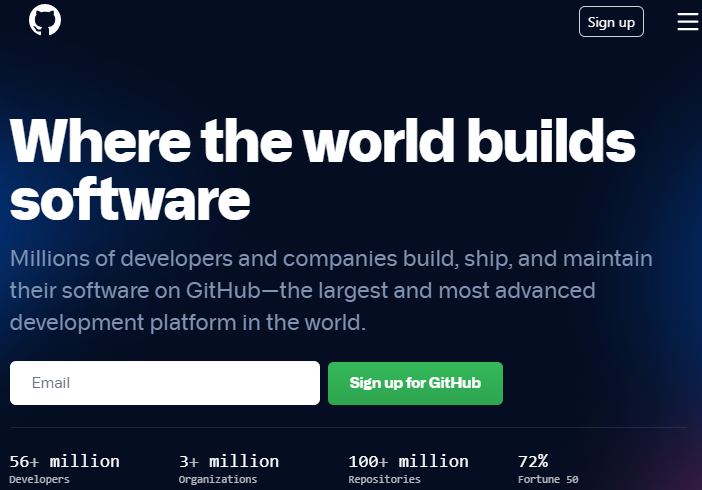 Sign up
Where the world builds
software
Millions of developers and companies build, ship, and maintain
their software on GitHub—the largest and most advanced
development platform in the world.
Email
Sign up for GitHub
56+ million
3+ million
100+ million
72%
Developers
Organizations
Repositories
Fortune 50